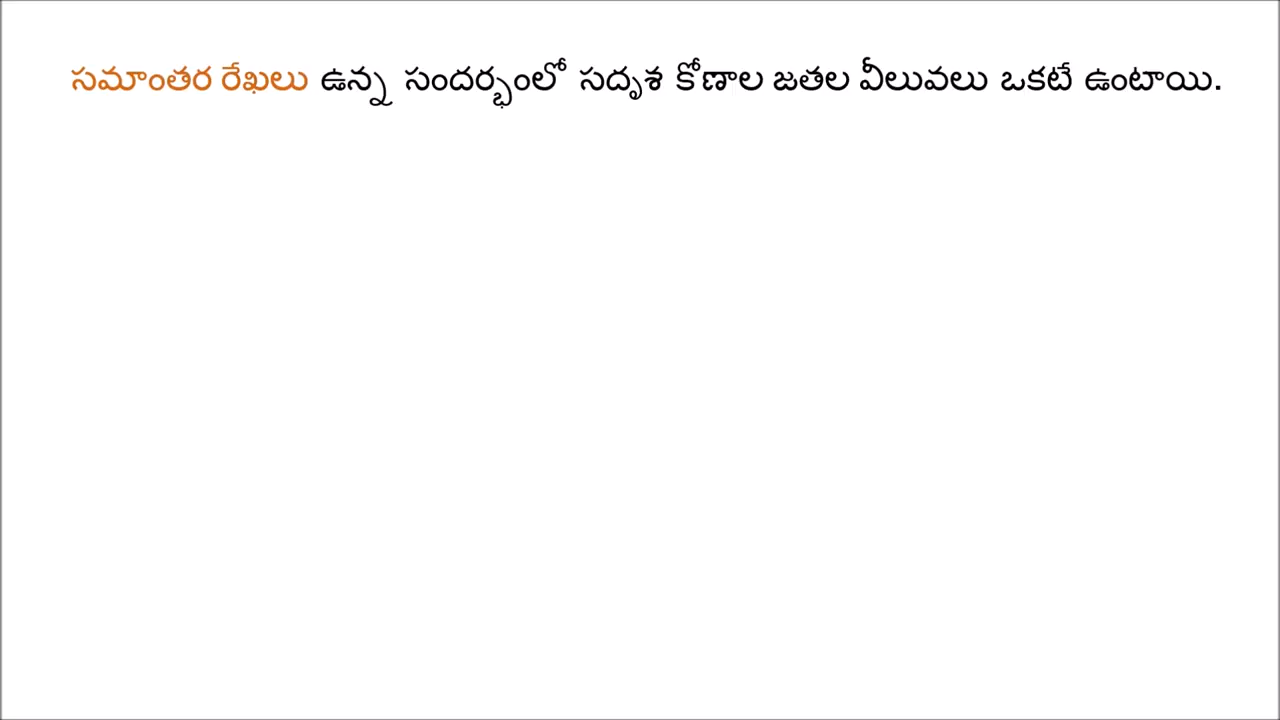 సమాంతర రేఖలు ఉన్న సందర్భంలో సదృశ కోణాల జతల వీలువలు ఒకటే ఉంటాయి.